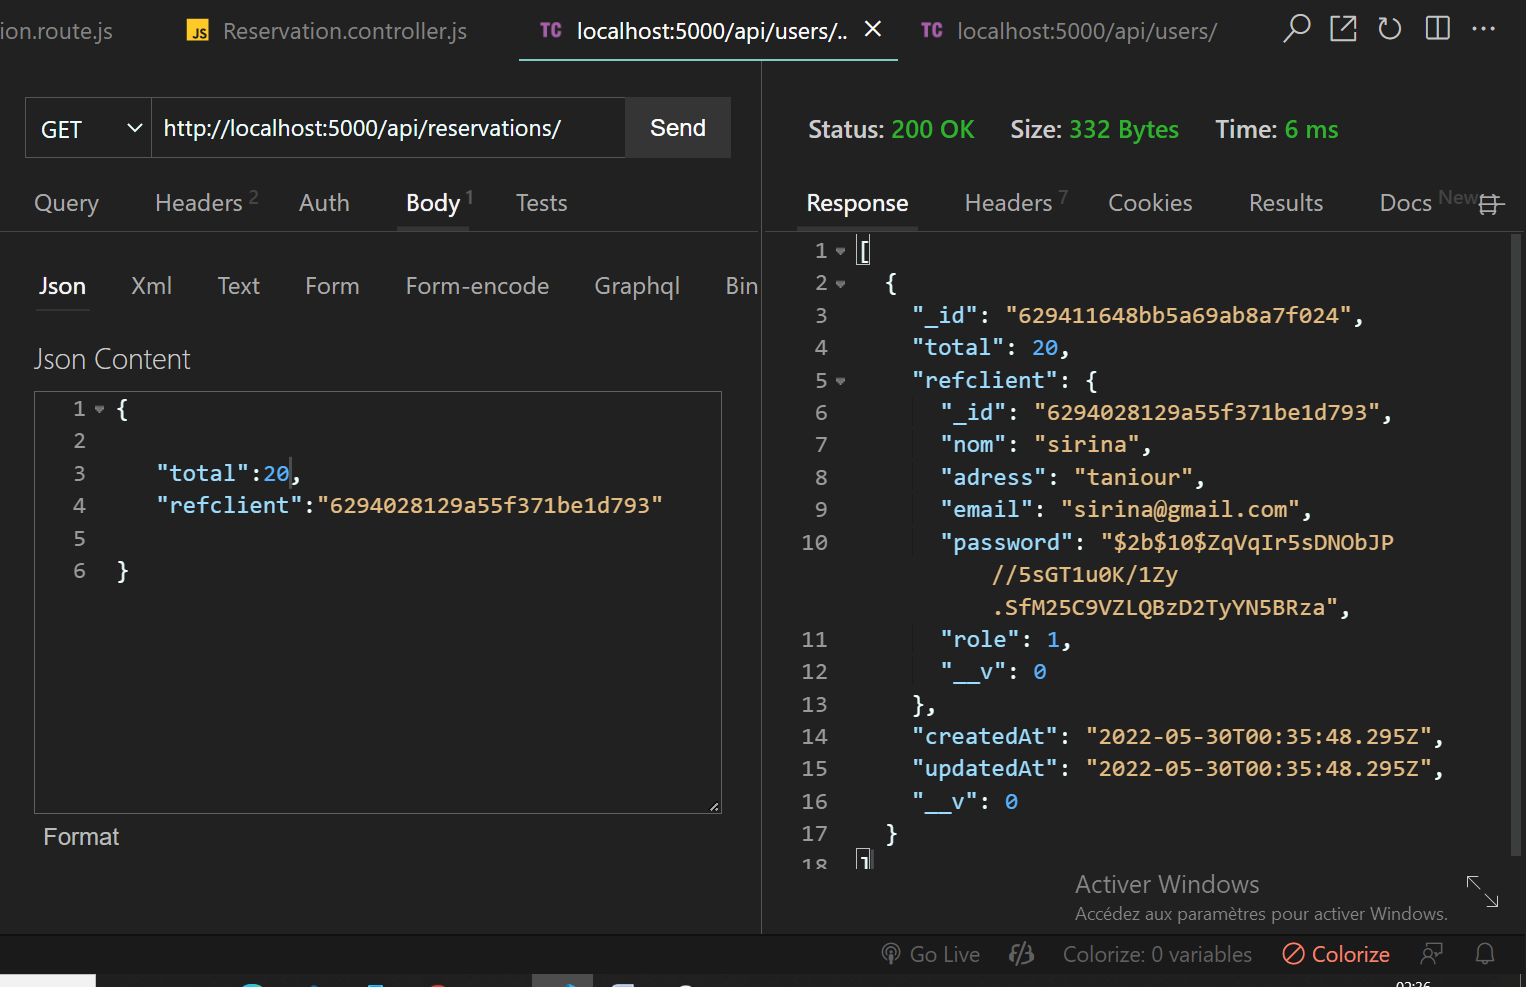 ion.route.js
JS Reservation.controller.js
TC localhost:5000/api/users/..
TC localhost:5000/api/users/
GET http://localhost:5000/api/reservations/ Send
Status: 200 OK Size: 332 Bytes Time: 6 ms
Query Headers 2 Auth Body 1 Tests
Response Headers 7 Cookies Results Docs New
Json Xml Text Form Form-encode Graphql Bin
Json Content
1 {
2
3 "total":20,
4 "refclient":"6294028129a55f371be1d793"
5
6 }
Format
1 [
2 {
3 "_id": "629411648bb5a69ab8a7f024",
4 "total": 20,
5 "refclient": {
6 "_id": "6294028129a55f371be1d793",
7 "nom": "sirina",
8 "adress": "taniour",
9 "email": "sirina@gmail.com",
10 "password": "$2b$10$ZqVqIr5sDNObJP
//5sGT1u0K/1Zy
.SfM25C9VZLQBzD2TyYN5BRza",
11 "role": 1,
12 "__v": 0
13 },
14 "createdAt": "2022-05-30T00:35:48.295Z",
15 "updatedAt": "2022-05-30T00:35:48.295Z",
16 "__v": 0
17 }
18 ]
Activer Windows
Accédez aux paramètres pour activer Windows.
Go Live Colorize: 0 variables Colorize
02:36